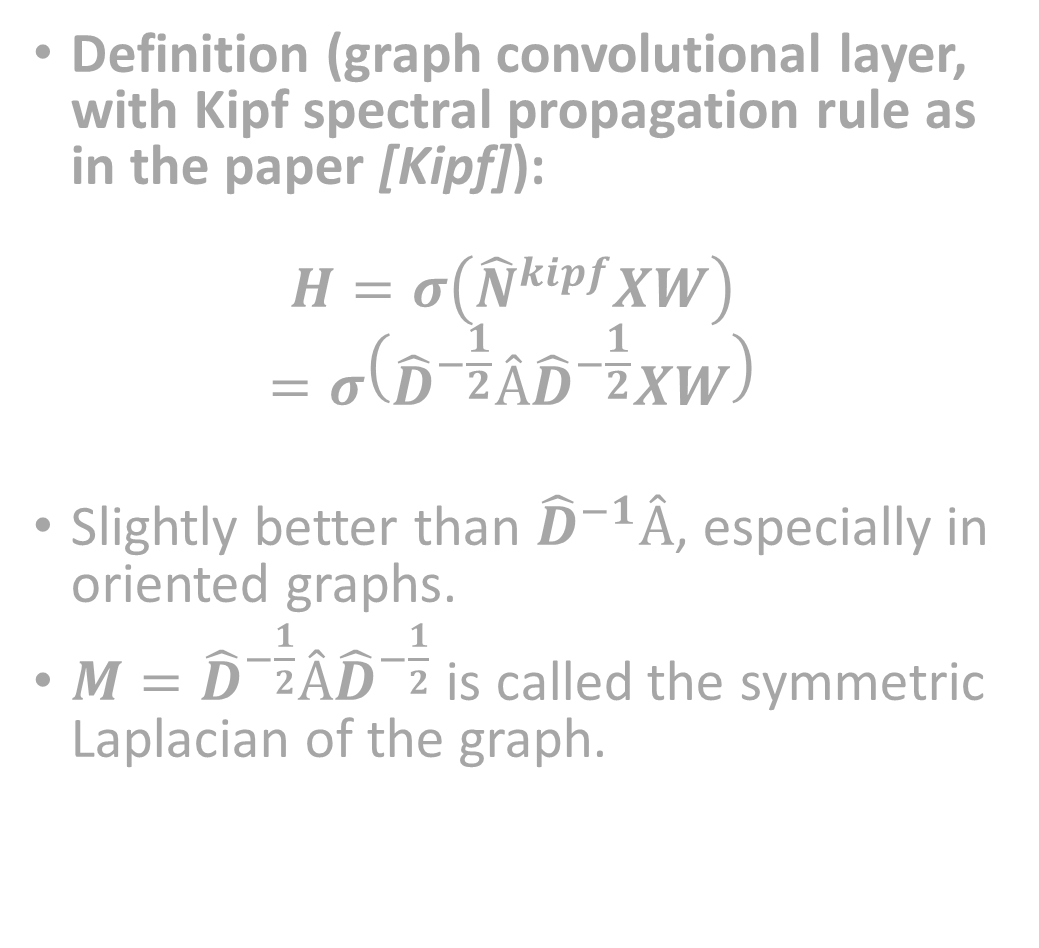 • Definition (graph convolutional layer,
with Kipf spectral propagation rule as
in the paper [Kipf]):
H = σ(N̂^kipf XW)
= σ(D̂^−1/2 ÂD̂^−1/2 XW)
• Slightly better than D̂^−1 Â, especially in
oriented graphs.
• M = D̂^−1/2 ÂD̂^−1/2 is called the symmetric
Laplacian of the graph.